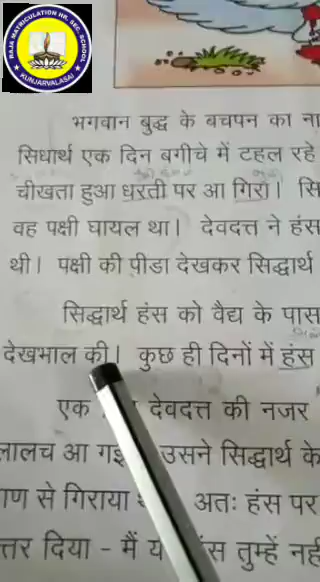 RAJA MATRICULATION HR. SEC. SCHOOL
KUNJARVALASAI
भगवान बुद्ध के बचपन का ना
सिधार्थ एक दिन बगीचे में टहल रहे
चीखता हुआ धरती पर आ गिरा। सि
वह पक्षी घायल था। देवदत्त ने हंस
थी। पक्षी की पीडा देखकर सिद्धार्थ
सिद्धार्थ हंस को वैद्य के पास
देखभाल की। कुछ ही दिनों में हंस
एक देवदत्त की नजर
लालच आ गइ उसने सिद्धार्थ के
ाण से गिराया अतः हंस पर
त्तर दिया - मैं य ंस तुम्हें नही